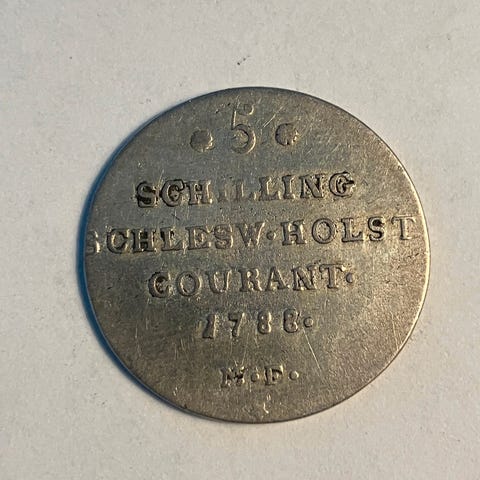 5
SCHILLING
SCHLESW·HOLST
COURANT·
1788·
M·F·